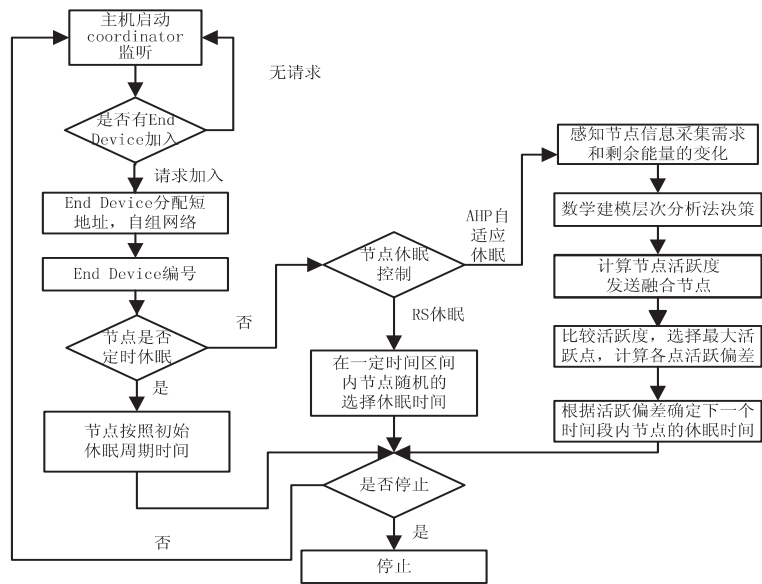 主机启动
coordinator
监听
无请求
是否有End
Device加入
请求加入
End Device分配短
地址，自组网络
End Device编号
否
节点是否
定时休眠
是
节点按照初始
休眠周期时间
节点休眠
控制
AHP自
适应
休眠
RS休眠
在一定时间区间
内节点随机的
选择休眠时间
感知节点信息采集需求
和剩余能量的变化
数学建模层次分析法决策
计算节点活跃度
发送融合节点
比较活跃度，选择最大活
跃点，计算各点活跃偏差
根据活跃偏差确定下一个
时间段内节点的休眠时间
是否停止
否
是
停止